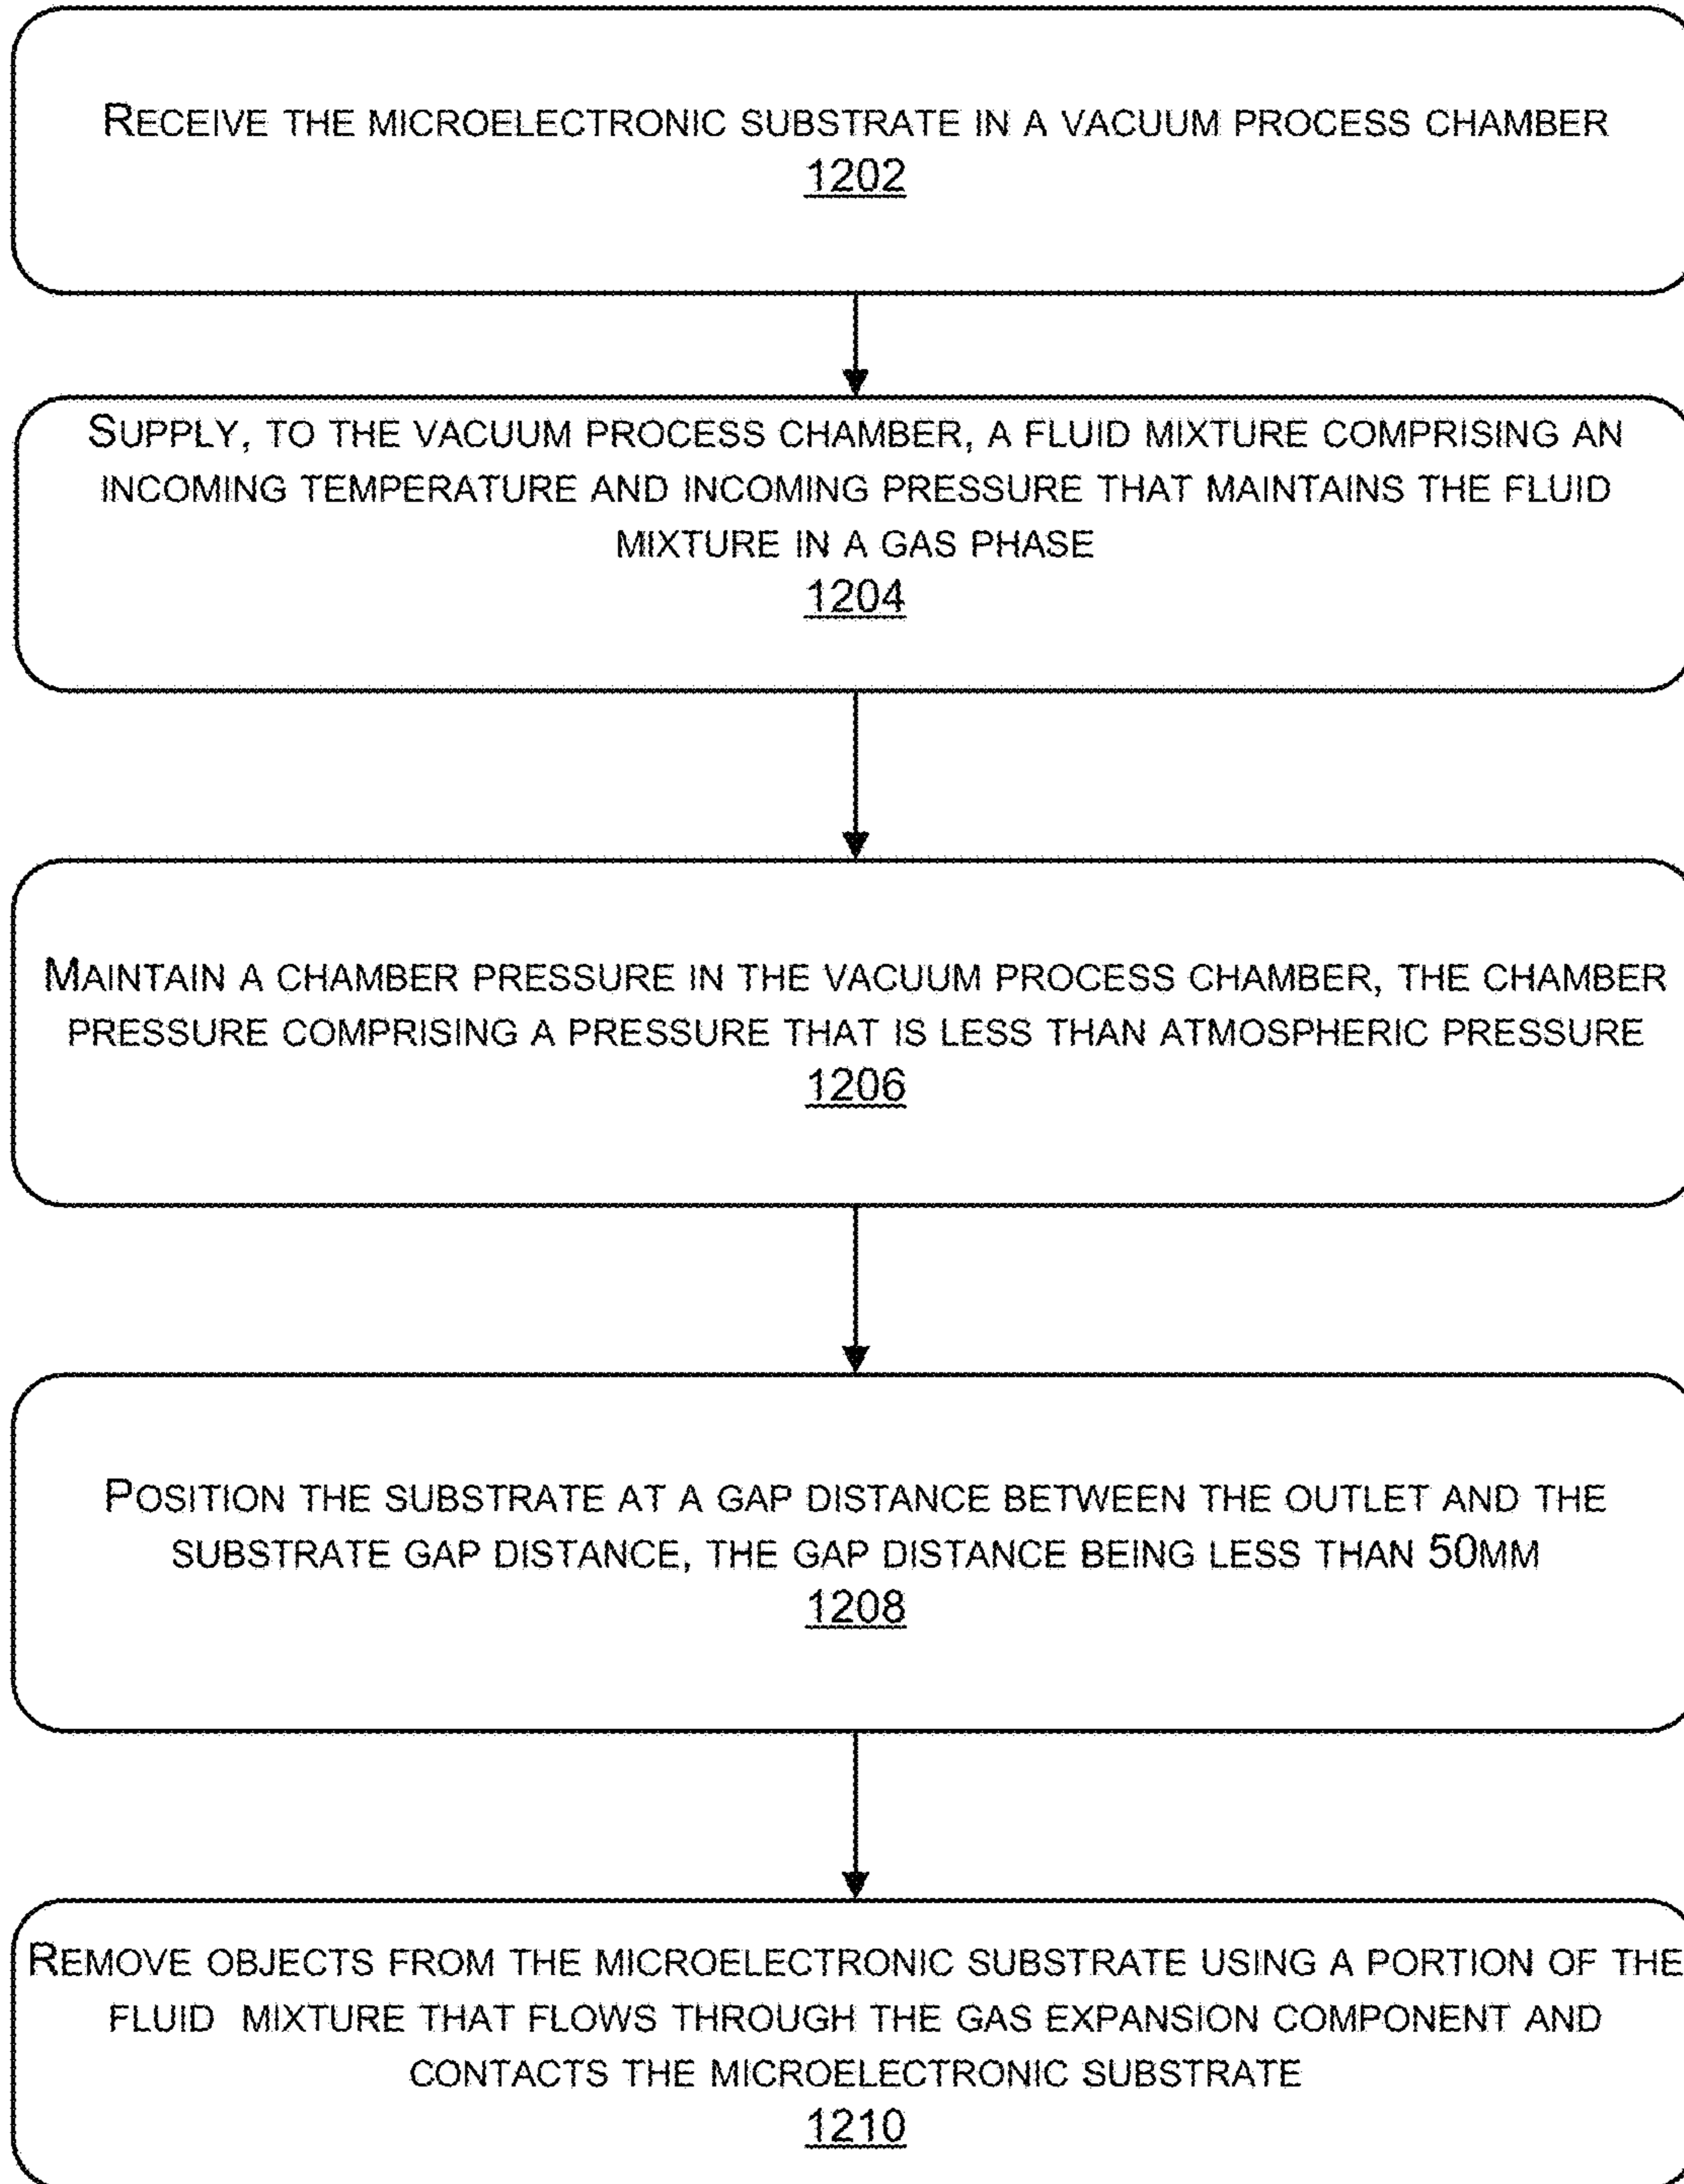 RECEIVE THE MICROELECTRONIC SUBSTRATE IN A VACUUM PROCESS CHAMBER
1202
SUPPLY, TO THE VACUUM PROCESS CHAMBER, A FLUID MIXTURE COMPRISING AN
INCOMING TEMPERATURE AND INCOMING PRESSURE THAT MAINTAINS THE FLUID
MIXTURE IN A GAS PHASE
1204
MAINTAIN A CHAMBER PRESSURE IN THE VACUUM PROCESS CHAMBER, THE CHAMBER
PRESSURE COMPRISING A PRESSURE THAT IS LESS THAN ATMOSPHERIC PRESSURE
1206
POSITION THE SUBSTRATE AT A GAP DISTANCE BETWEEN THE OUTLET AND THE
SUBSTRATE GAP DISTANCE, THE GAP DISTANCE BEING LESS THAN 50MM
1208
REMOVE OBJECTS FROM THE MICROELECTRONIC SUBSTRATE USING A PORTION OF THE
FLUID MIXTURE THAT FLOWS THROUGH THE GAS EXPANSION COMPONENT AND
CONTACTS THE MICROELECTRONIC SUBSTRATE
1210